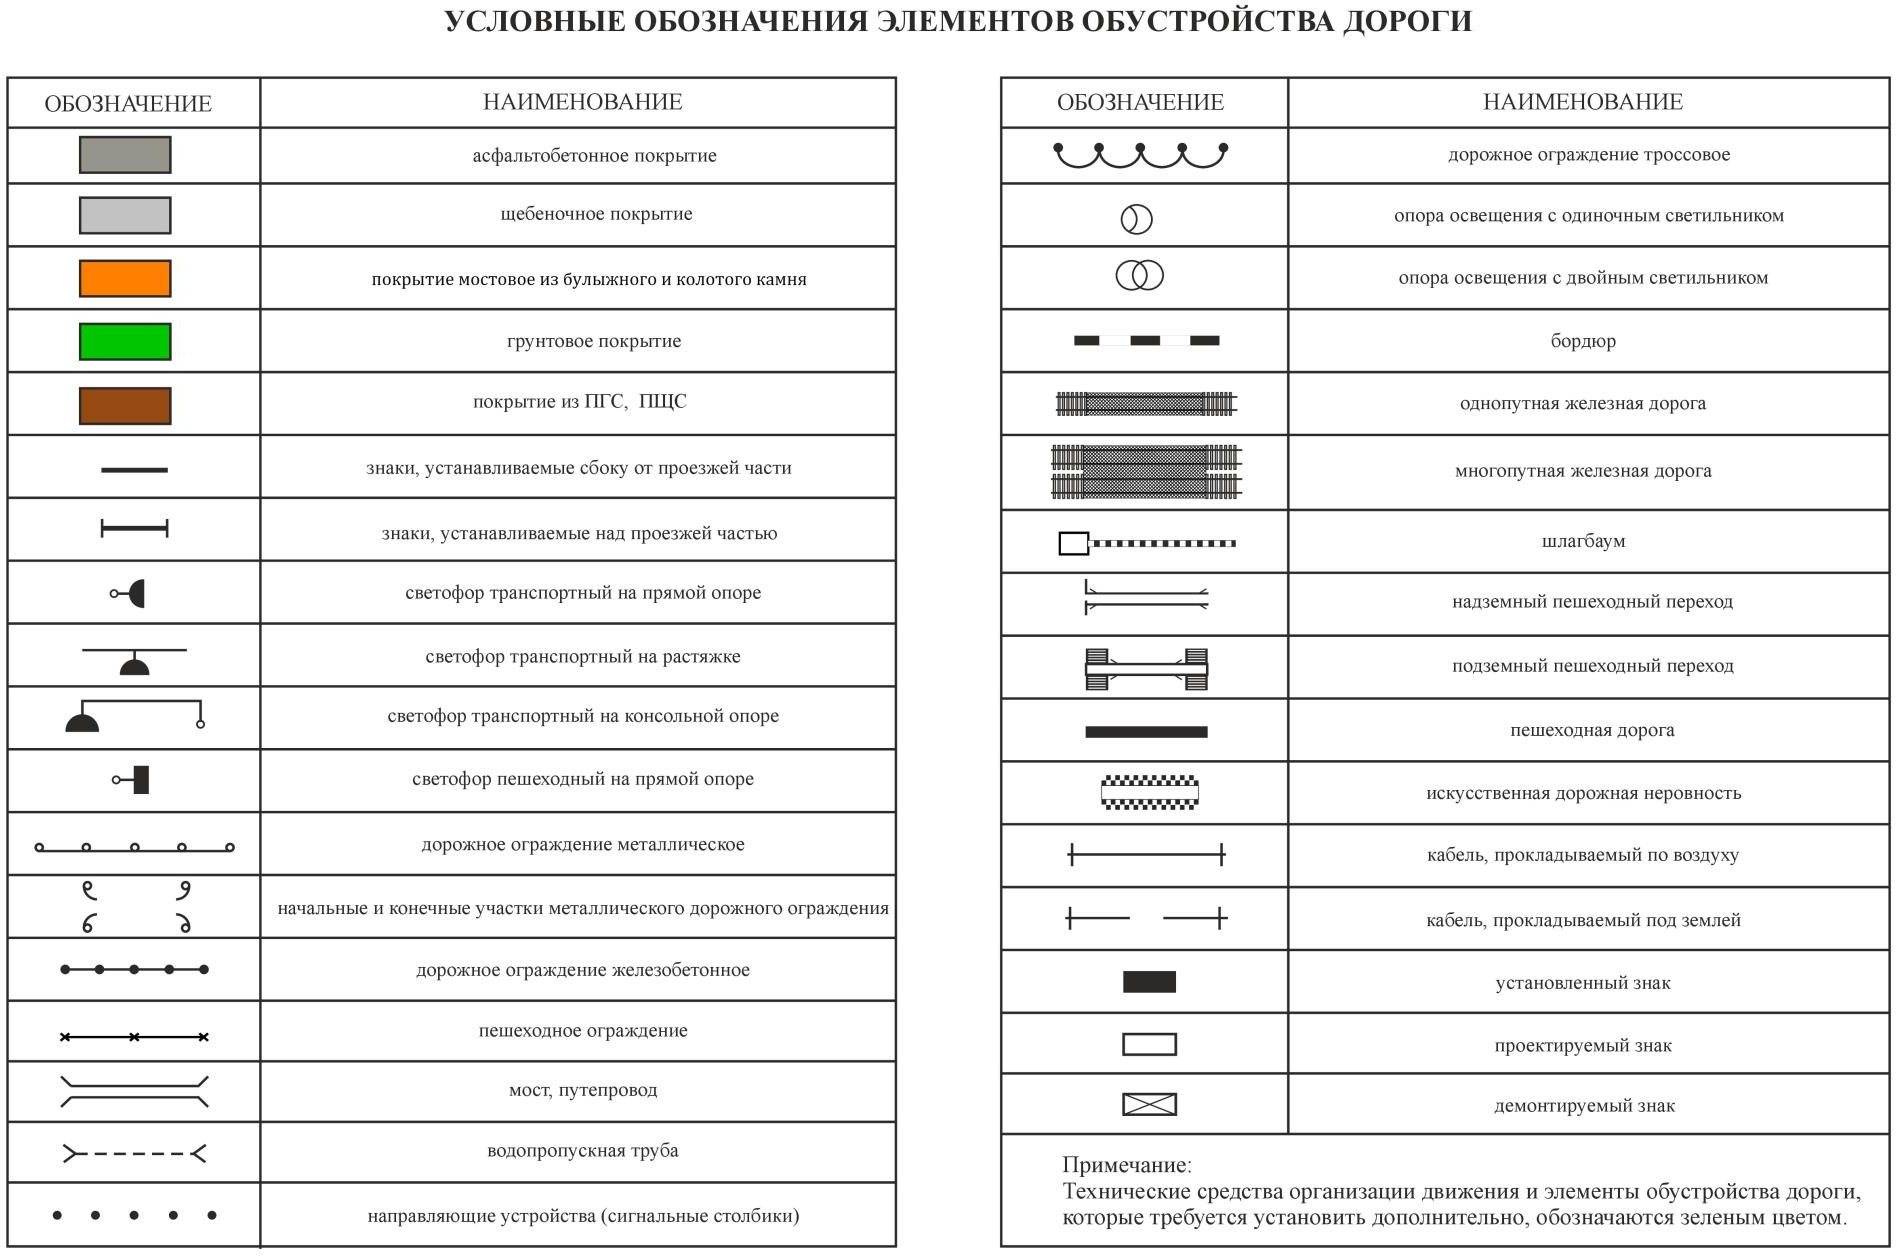 УСЛОВНЫЕ ОБОЗНАЧЕНИЯ ЭЛЕМЕНТОВ ОБУСТРОЙСТВА ДОРОГИ
ОБОЗНАЧЕНИЕ НАИМЕНОВАНИЕ
асфальтобетонное покрытие
щебеночное покрытие
покрытие мостовое из булыжного и колотого камня
грунтовое покрытие
покрытие из ПГС, ПЩС
знаки, устанавливаемые сбоку от проезжей части
знаки, устанавливаемые над проезжей частью
светофор транспортный на прямой опоре
светофор транспортный на растяжке
светофор транспортный на консольной опоре
светофор пешеходный на прямой опоре
дорожное ограждение металлическое
начальные и конечные участки металлического дорожного ограждения
дорожное ограждение железобетонное
пешеходное ограждение
мост, путепровод
водопропускная труба
направляющие устройства (сигнальные столбики)
ОБОЗНАЧЕНИЕ НАИМЕНОВАНИЕ
дорожное ограждение троссовое
опора освещения с одиночным светильником
опора освещения с двойным светильником
бордюр
однопутная железная дорога
многопутная железная дорога
шлагбаум
надземный пешеходный переход
подземный пешеходный переход
пешеходная дорога
искусственная дорожная неровность
кабель, прокладываемый по воздуху
кабель, прокладываемый под землей
установленный знак
проектируемый знак
демонтируемый знак
Примечание:
Технические средства организации движения и элементы обустройства дороги,
которые требуется установить дополнительно, обозначаются зеленым цветом.